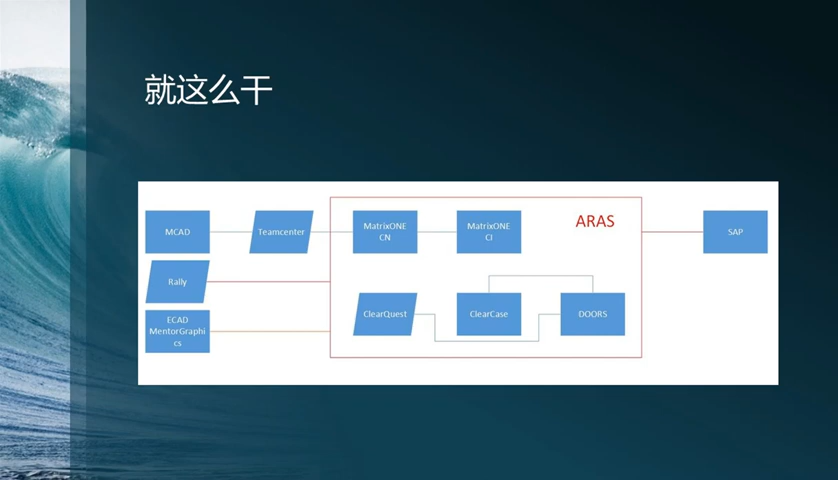 就这么干
MCAD
Teamcenter
MatrixONE
CN
MatrixONE
CI
ARAS
SAP
Rally
ECAD
MentorGraphi
cs
ClearQuest
ClearCase
DOORS